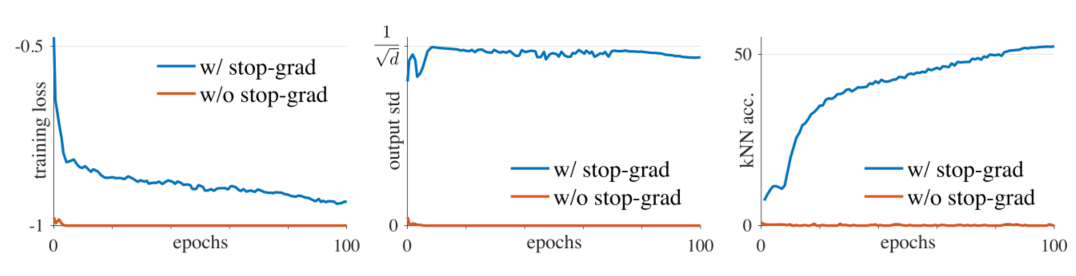 training loss
-0.5
-1
w/ stop-grad
w/o stop-grad
0
epochs
100
output std
1
√d
0
w/ stop-grad
w/o stop-grad
0
epochs
100
kNN acc.
50
0
w/ stop-grad
w/o stop-grad
0
epochs
100